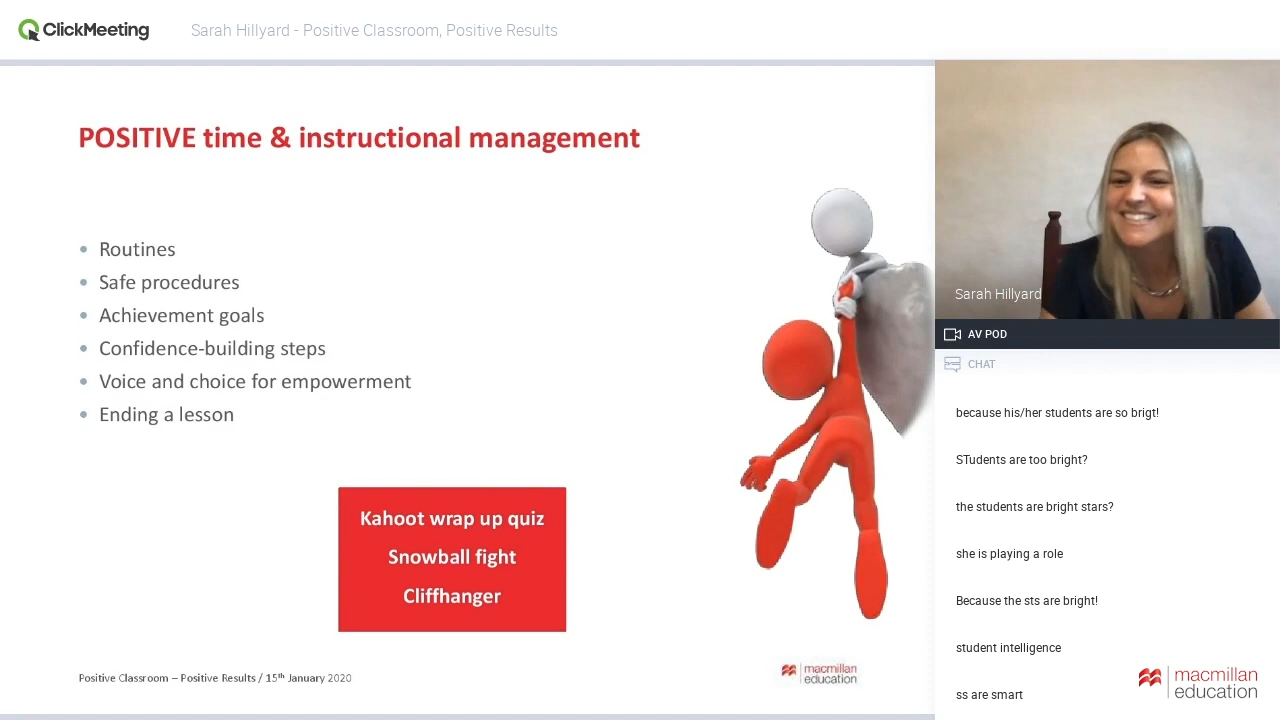 ClickMeeting
Sarah Hillyard - Positive Classroom, Positive Results
POSITIVE time & instructional management
• Routines
• Safe procedures
• Achievement goals
• Confidence-building steps
• Voice and choice for empowerment
• Ending a lesson
Kahoot wrap up quiz
Snowball fight
Cliffhanger
Positive Classroom – Positive Results / 15th January 2020
macmillan
education
Sarah Hillyard
AV POD
CHAT
because his/her students are so brigt!
STudents are too bright?
the students are bright stars?
she is playing a role
Because the sts are bright!
student intelligence
ss are smart
macmillan
education